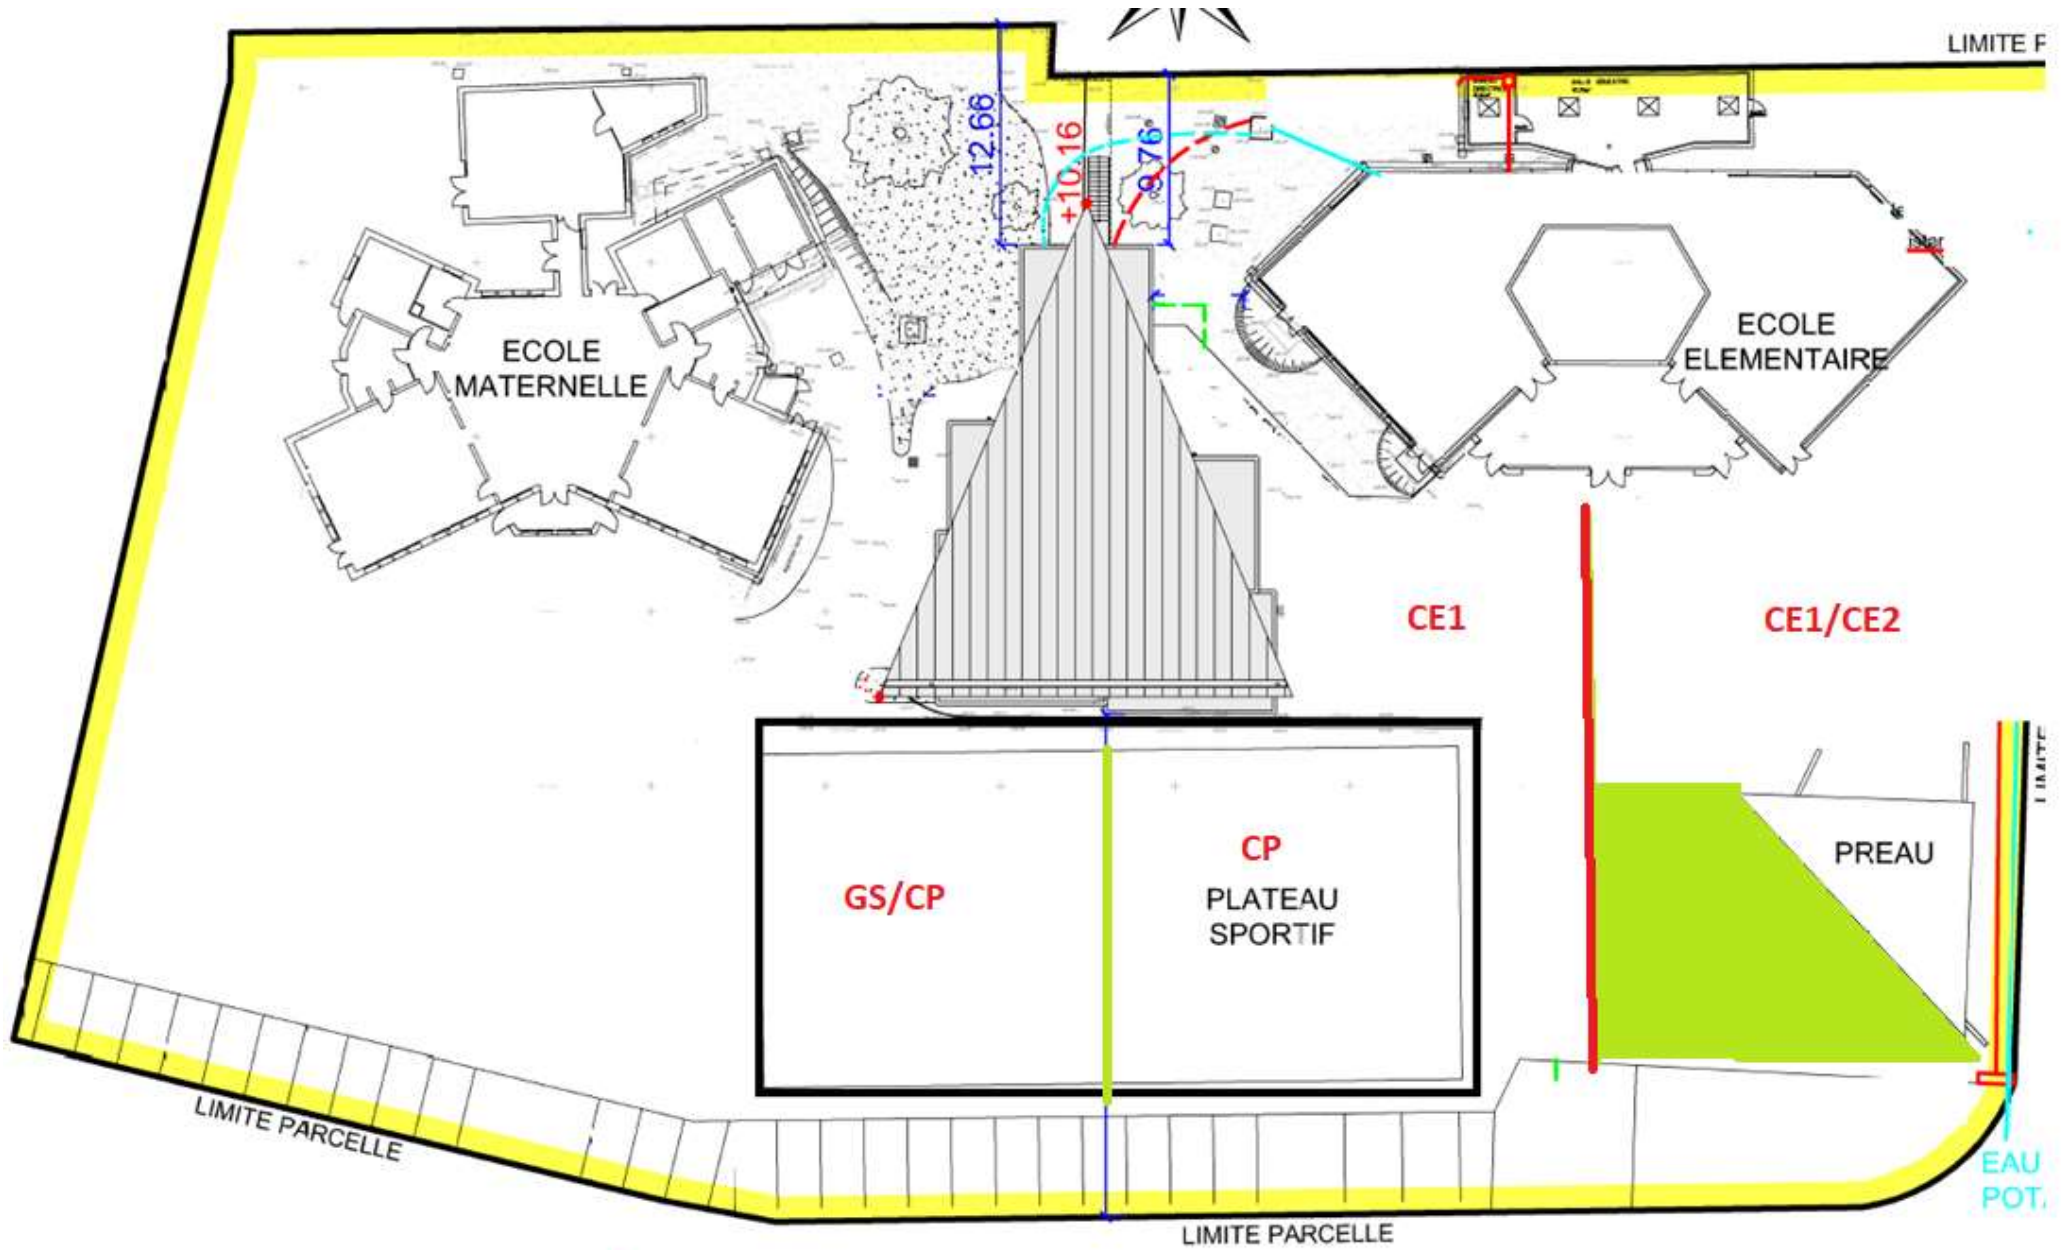 LIMITE P
12.66
+10.16
9.76
ECOLE
MATERNELLE
ECOLE
ELEMENTAIRE
CE1
CE1/CE2
LIMITE
PREAU
CP
GS/CP
PLATEAU
SPORTIF
LIMITE PARCELLE
EAU
POT.
LIMITE PARCELLE